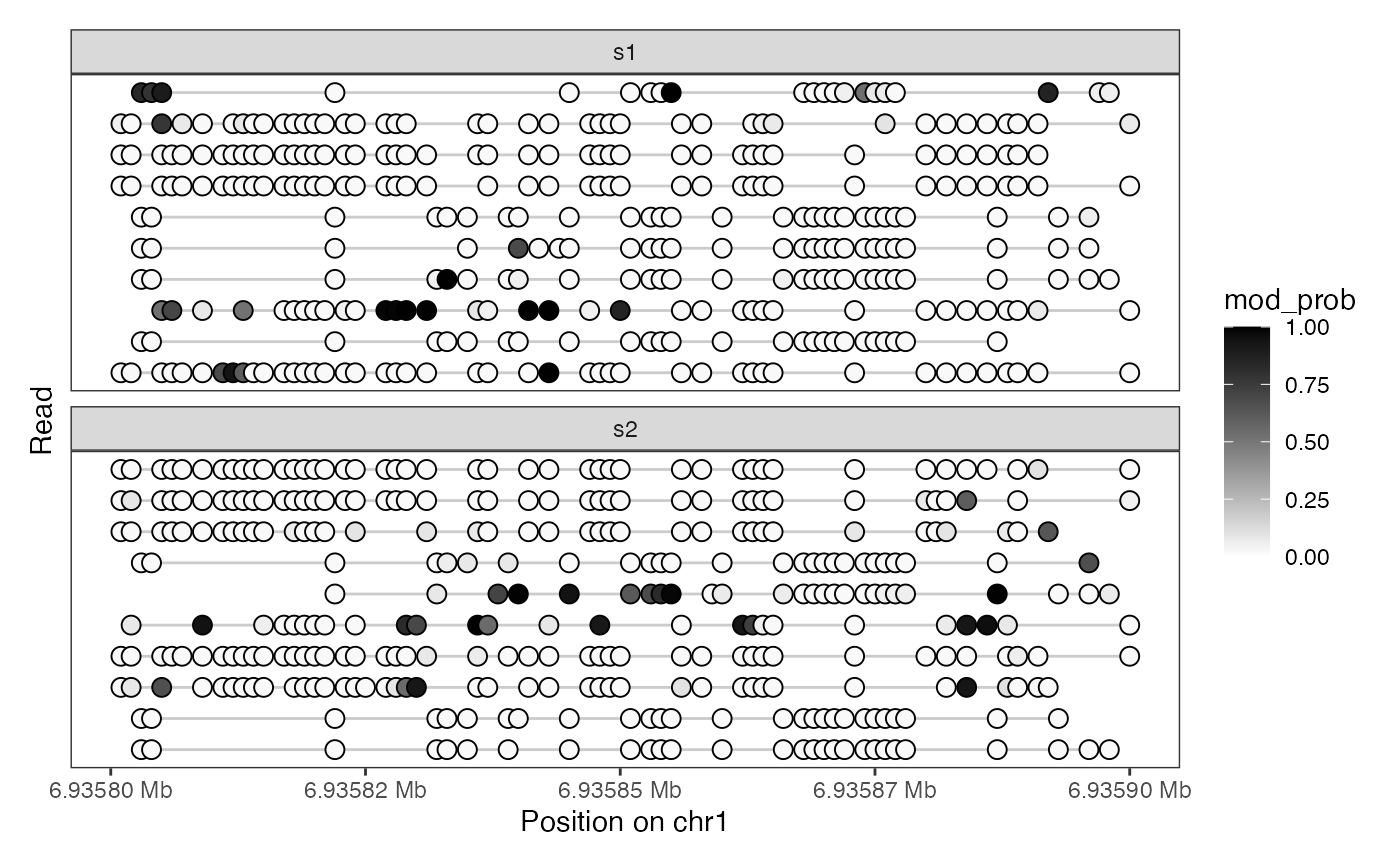 s1
mod_prob
1.00
0.75
0.50
0.25
0.00
Read
s2
6.93580 Mb 6.93582 Mb 6.93585 Mb 6.93587 Mb 6.93590 Mb
Position on chr1